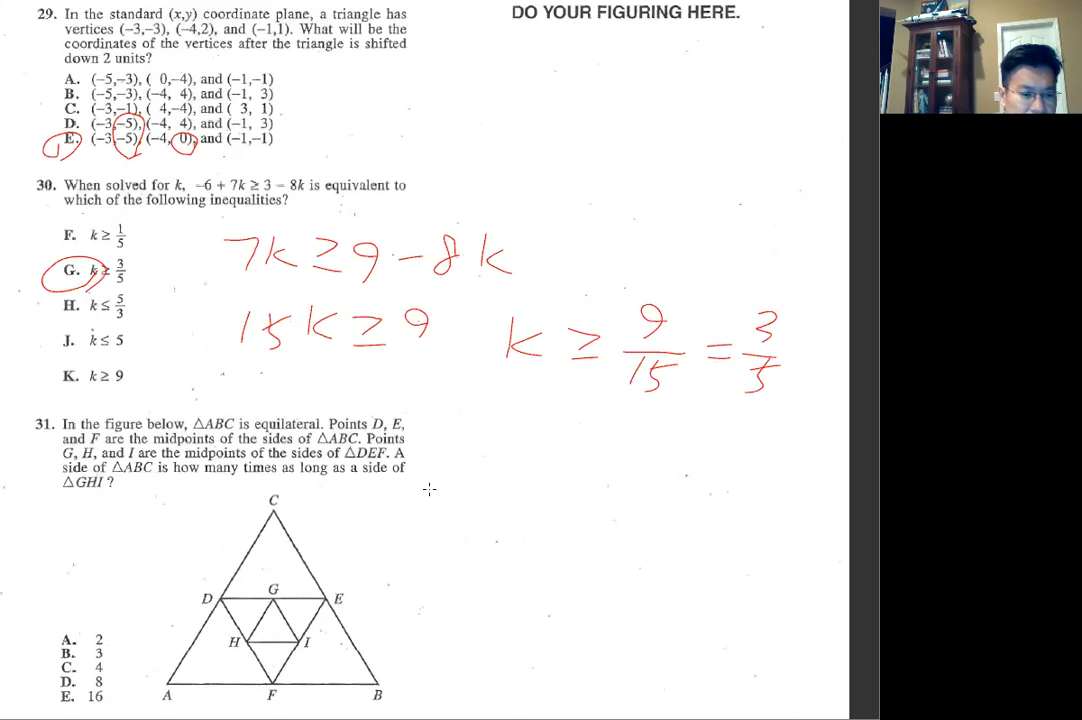 29. In the standard (x,y) coordinate plane, a triangle has
vertices (−3,−3), (−4,2), and (−1,1). What will be the
coordinates of the vertices after the triangle is shifted
down 2 units?
A. (−5,−3), ( 0,−4), and (−1,−1)
B. (−5,−3), (−4, 4), and (−1, 3)
C. (−3,−1), ( 4,−4), and ( 3, 1)
D. (−3,−5), (−4, 4), and (−1, 3)
E. (−3,−5), (−4, 0), and (−1,−1)
30. When solved for k, −6 + 7k ≥ 3 − 8k is equivalent to
which of the following inequalities?
F. k ≥ 1/5
G. k ≥ 3/5
H. k ≤ 5/3
J. k ≤ 5
K. k ≥ 9
31. In the figure below, △ABC is equilateral. Points D, E,
and F are the midpoints of the sides of △ABC. Points
G, H, and I are the midpoints of the sides of △DEF. A
side of △ABC is how many times as long as a side of
△GHI ?
A. 2
B. 3
C. 4
D. 8
E. 16
C
D
G
E
H
I
A
F
B
DO YOUR FIGURING HERE.
7k ≥ 9 − 8k
15k ≥ 9
k ≥ 9/15 = 3/5